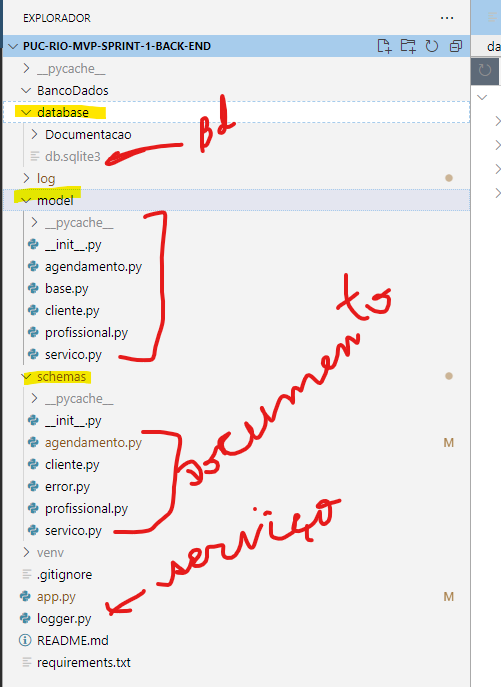 EXPLORADOR
PUC-RIO-MVP-SPRINT-1-BACK-END
__pycache__
BancoDados
database
Documentacao
db.sqlite3
Bd
log
model
__pycache__
__init__.py
agendamento.py
base.py
cliente.py
profissional.py
servico.py
schemas
__pycache__
__init__.py
agendamento.py M
cliente.py
error.py
profissional.py
servico.py
Documentos
venv
.gitignore
app.py M
logger.py
serviço
README.md
requirements.txt
da